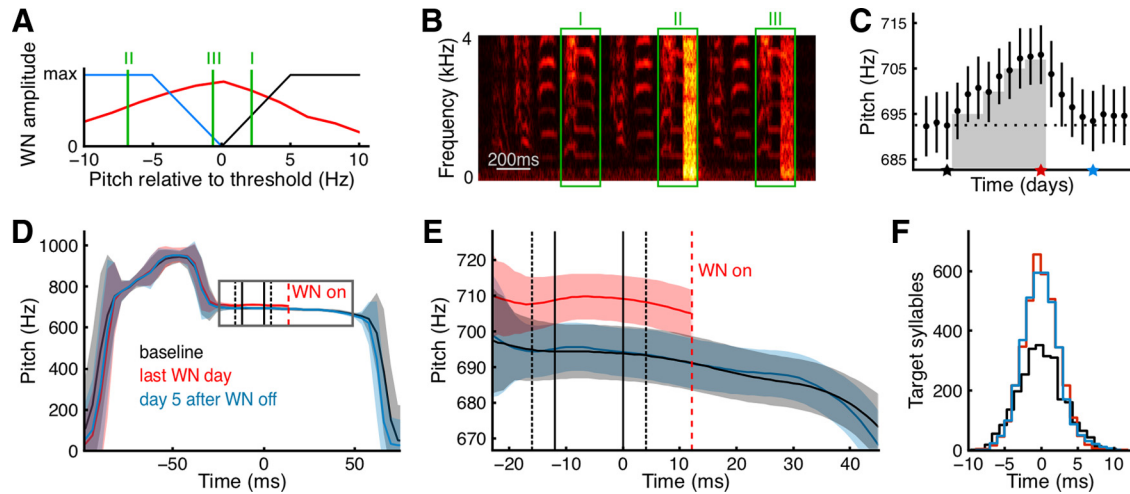 A
II III I
WN amplitude
max
0
−10 −5 0 5 10
Pitch relative to threshold (Hz)
B
I II III
Frequency (kHz)
4
0
200ms
C
Pitch (Hz)
715
705
695
685
Time (days)
D
Pitch (Hz)
1000
800
600
400
200
0
WN on
baseline
last WN day
day 5 after WN off
−50 0 50
Time (ms)
E
Pitch (Hz)
720
710
700
690
680
670
WN on
−20 −10 0 10 20 30 40
Time (ms)
F
Target syllables
600
400
200
0
−10 −5 0 5 10
Time (ms)